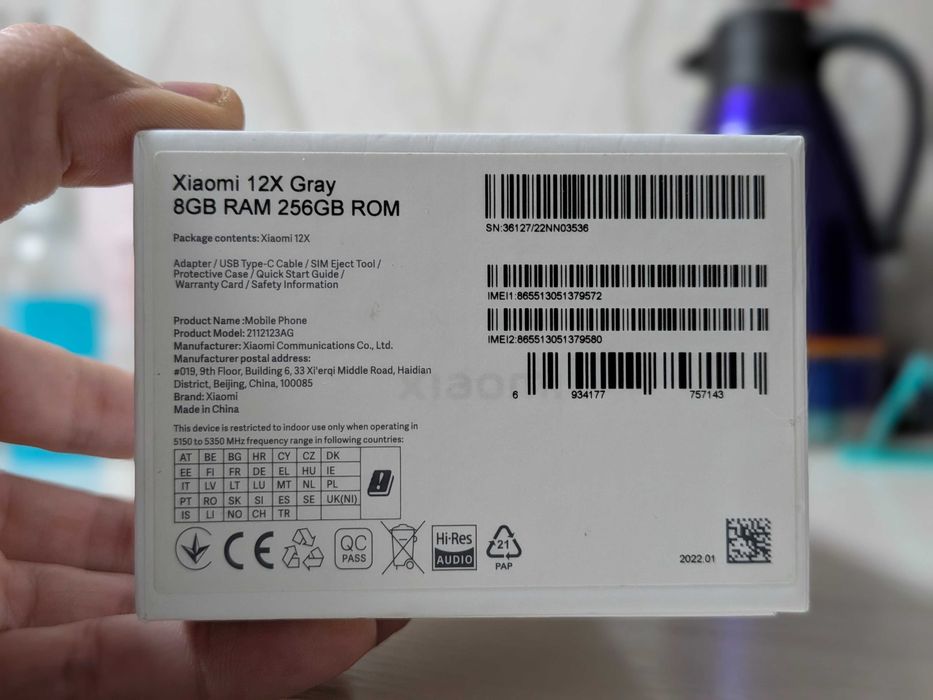 Xiaomi 12X Gray
8GB RAM 256GB ROM
Package contents: Xiaomi 12X
Adapter / USB Type-C Cable / SIM Eject Tool /
Protective Case / Quick Start Guide /
Warranty Card / Safety Information
Product Name :Mobile Phone
Product Model: 2112123AG
Manufacturer: Xiaomi Communications Co., Ltd.
Manufacturer postal address:
#019, 9th Floor, Building 6, 33 Xi'erqi Middle Road, Haidian
District, Beijing, China, 100085
Brand: Xiaomi
Made in China
This device is restricted to indoor use only when operating in
5150 to 5350 MHz frequency range in following countries:
AT BE BG HR CY CZ DK
EE FI FR DE EL HU IE
IT LV LT LU MT NL PL
PT RO SK SI ES SE UK(NI)
IS LI NO CH TR
CE
QC
PASS
Hi-Res
AUDIO
21
PAP
SN:36127/22NN03536
IMEI1:865513051379572
IMEI2:865513051379580
6 934177 757143
2022.01